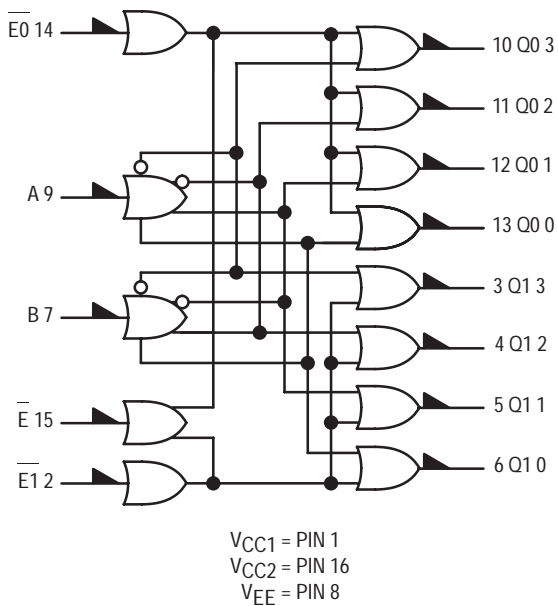 E0 14
10 Q0 3
11 Q0 2
12 Q0 1
A 9
13 Q0 0
3 Q1 3
B 7
4 Q1 2
E 15
5 Q1 1
E1 2
6 Q1 0
VCC1 = PIN 1
VCC2 = PIN 16
VEE = PIN 8